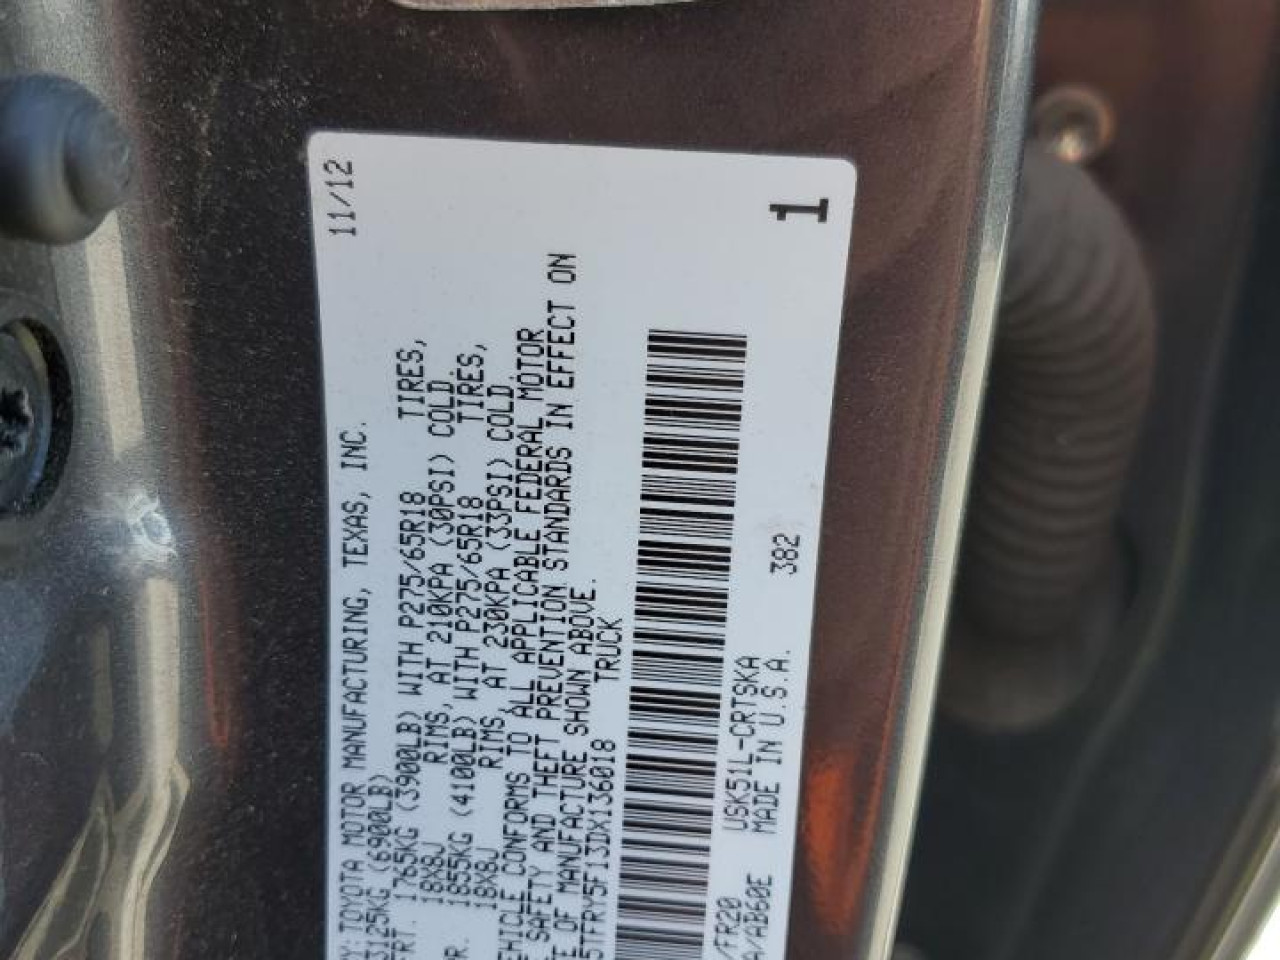 11/12
Y: TOYOTA MOTOR MANUFACTURING, TEXAS, INC.
3125KG (6900LB)
FRT. 1765KG (3900LB) WITH P275/65R18 TIRES,
18X8J RIMS, AT 210KPA (30PSI) COLD.
RR. 1855KG (4100LB) WITH P275/65R18 TIRES,
18X8J RIMS, AT 230KPA (33PSI) COLD.
EHICLE CONFORMS TO ALL APPLICABLE FEDERAL MOTOR
E SAFETY AND THEFT PREVENTION STANDARDS IN EFFECT ON
E OF MANUFACTURE SHOWN ABOVE.
5TFRY5F13DX136018 TRUCK
/FR20 USK51L-CRTSKA
A/AB60E MADE IN U.S.A. 382
1